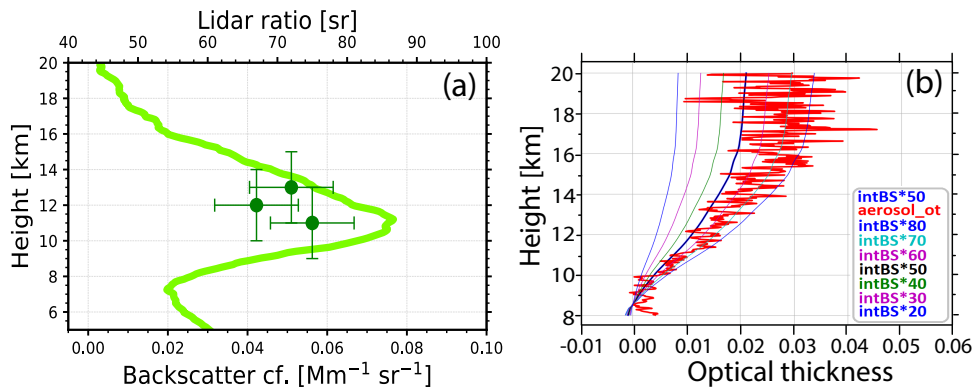 Lidar ratio [sr]
40 50 60 70 80 90 100
20
18
16
14
12
10
8
6
Height [km]
(a)
0.00 0.02 0.04 0.06 0.08 0.10
Backscatter cf. [Mm⁻¹ sr⁻¹]
20
18
16
14
12
10
8
Height [km]
(b)
intBS*50
aerosol_ot
intBS*80
intBS*70
intBS*60
intBS*50
intBS*40
intBS*30
intBS*20
-0.01 0.00 0.01 0.02 0.03 0.04 0.05 0.06
Optical thickness